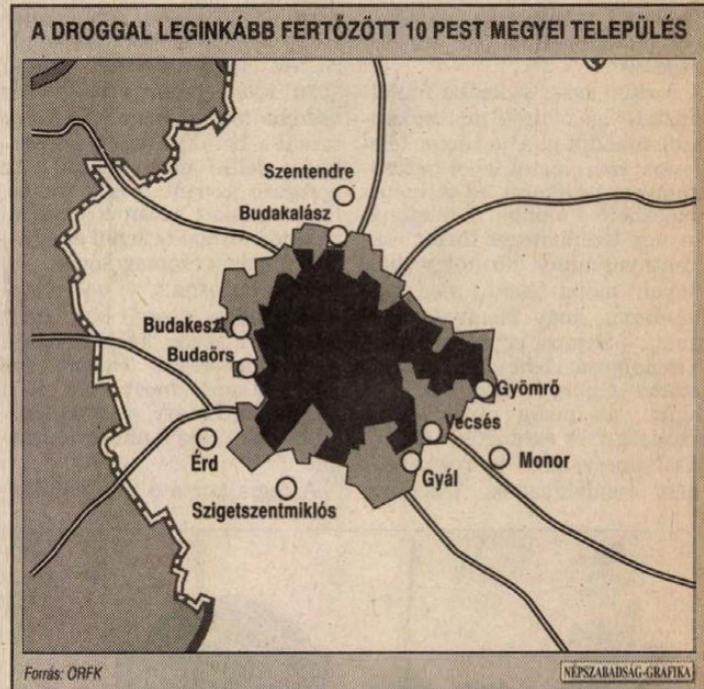 A DROGGAL LEGINKÁBB FERTŐZÖTT 10 PEST MEGYEI TELEPÜLÉS
Szentendre
Budakalász
Budakeszi
Budaörs
Gyömrő
Vecsés
Érd
Gyál
Monor
Szigetszentmiklós
Forrás: ORFK
NÉPSZABADSÁG-GRAFIKA